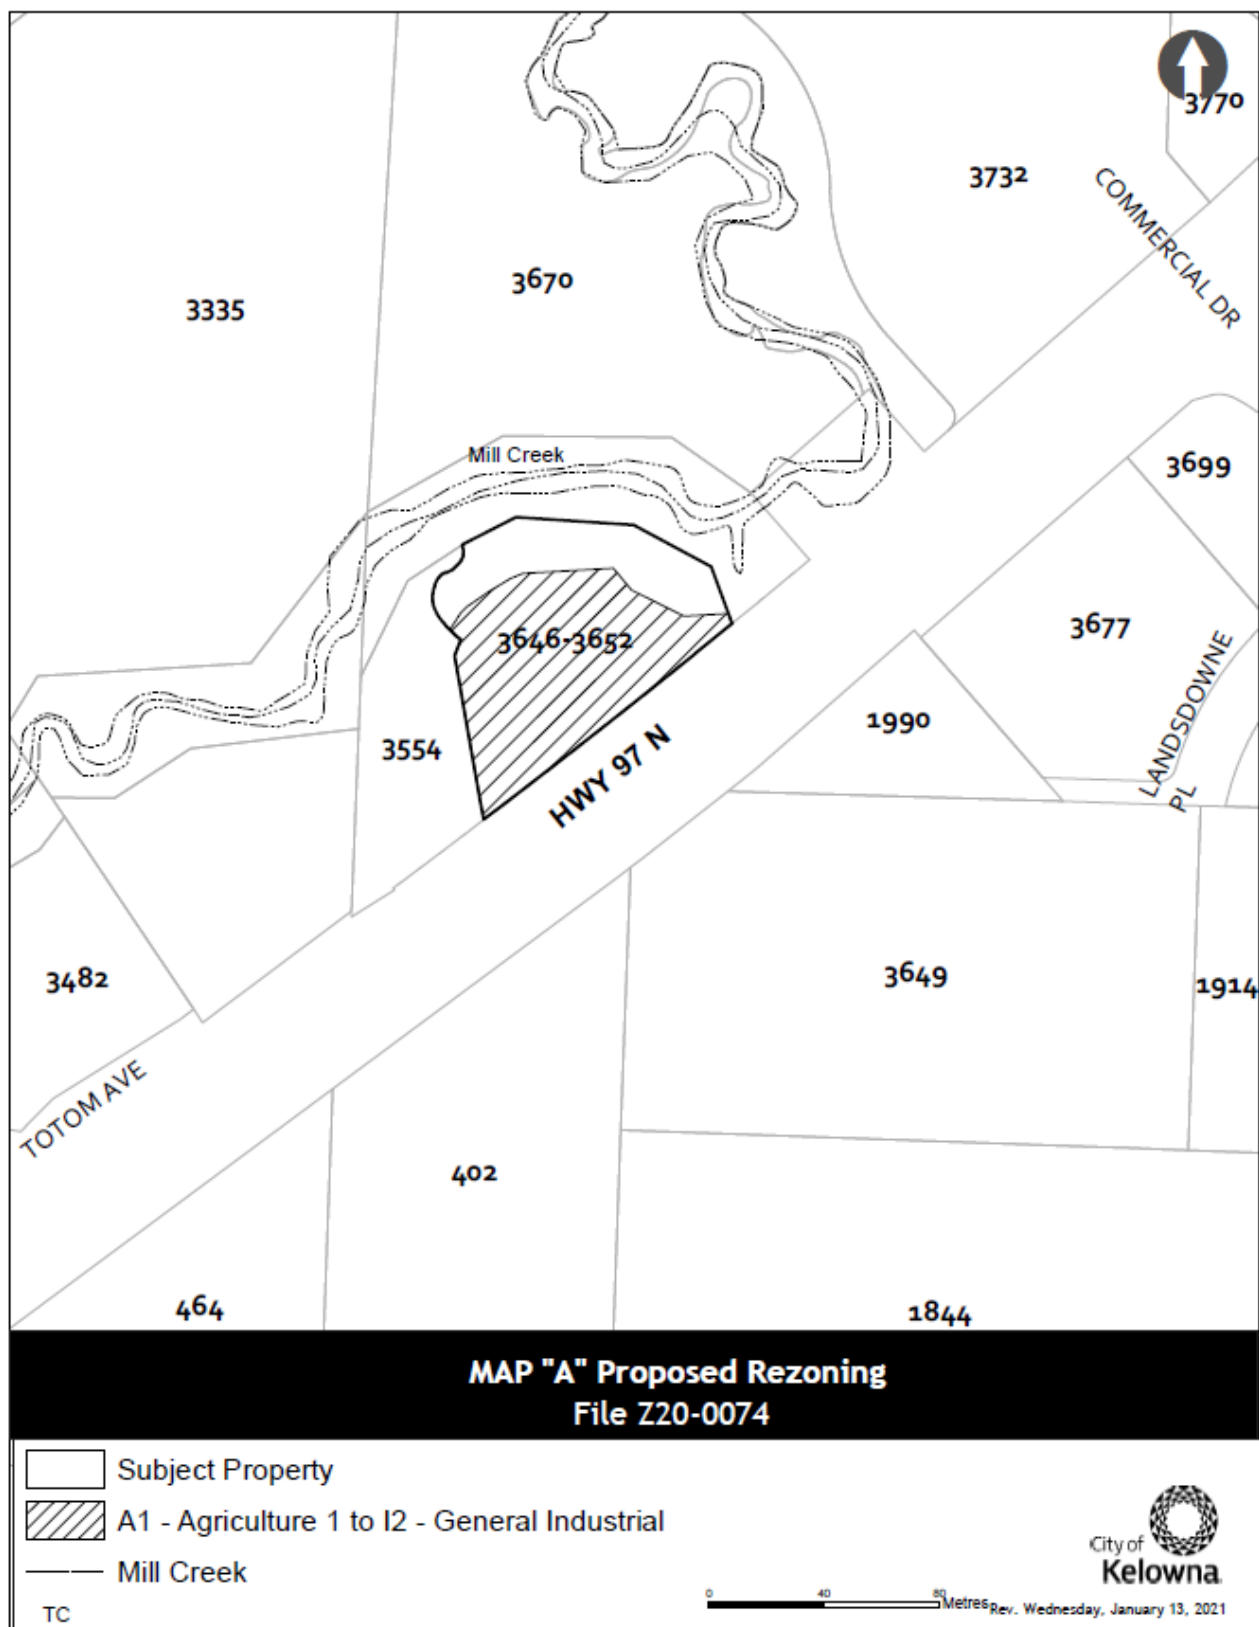 3770
3732
COMMERCIAL DR
3670
3335
Mill Creek
3699
3646-3652
3677
LANDSDOWNE
PL
1990
3554
HWY 97 N
3649
3482
1914
TOTOM AVE
402
464
1844
MAP "A" Proposed Rezoning
File Z20-0074
Subject Property
A1 - Agriculture 1 to I2 - General Industrial
Mill Creek
TC
City of
Kelowna
0 40 80
Metres
Rev. Wednesday, January 13, 2021